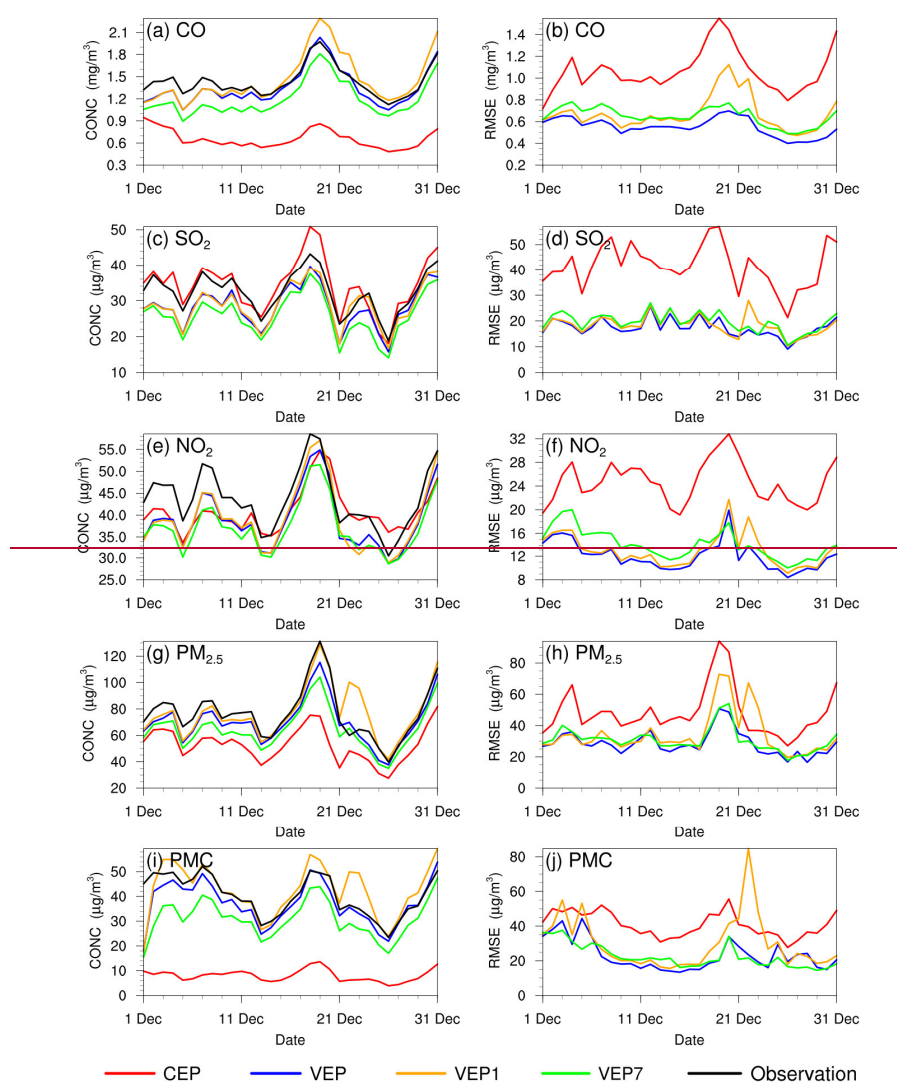 (a) CO
CONC (mg/m³)
2.1
1.8
1.5
1.2
0.9
0.6
0.3
1 Dec 11 Dec 21 Dec 31 Dec
Date
(b) CO
RMSE (mg/m³)
1.4
1.2
1.0
0.8
0.6
0.4
0.2
1 Dec 11 Dec 21 Dec 31 Dec
Date
(c) SO₂
CONC (µg/m³)
50
40
30
20
10
1 Dec 11 Dec 21 Dec 31 Dec
Date
(d) SO₂
RMSE (µg/m³)
50
40
30
20
10
0
1 Dec 11 Dec 21 Dec 31 Dec
Date
(e) NO₂
CONC (µg/m³)
55.0
50.0
45.0
40.0
35.0
30.0
25.0
1 Dec 11 Dec 21 Dec 31 Dec
Date
(f) NO₂
RMSE (µg/m³)
32
28
24
20
16
12
8
1 Dec 11 Dec 21 Dec 31 Dec
Date
(g) PM₂.₅
CONC (µg/m³)
120
100
80
60
40
20
1 Dec 11 Dec 21 Dec 31 Dec
Date
(h) PM₂.₅
RMSE (µg/m³)
80
60
40
20
0
1 Dec 11 Dec 21 Dec 31 Dec
Date
(i) PMC
CONC (µg/m³)
50
40
30
20
10
0
1 Dec 11 Dec 21 Dec 31 Dec
Date
(j) PMC
RMSE (µg/m³)
80
60
40
20
0
1 Dec 11 Dec 21 Dec 31 Dec
Date
CEP VEP VEP1 VEP7 Observation